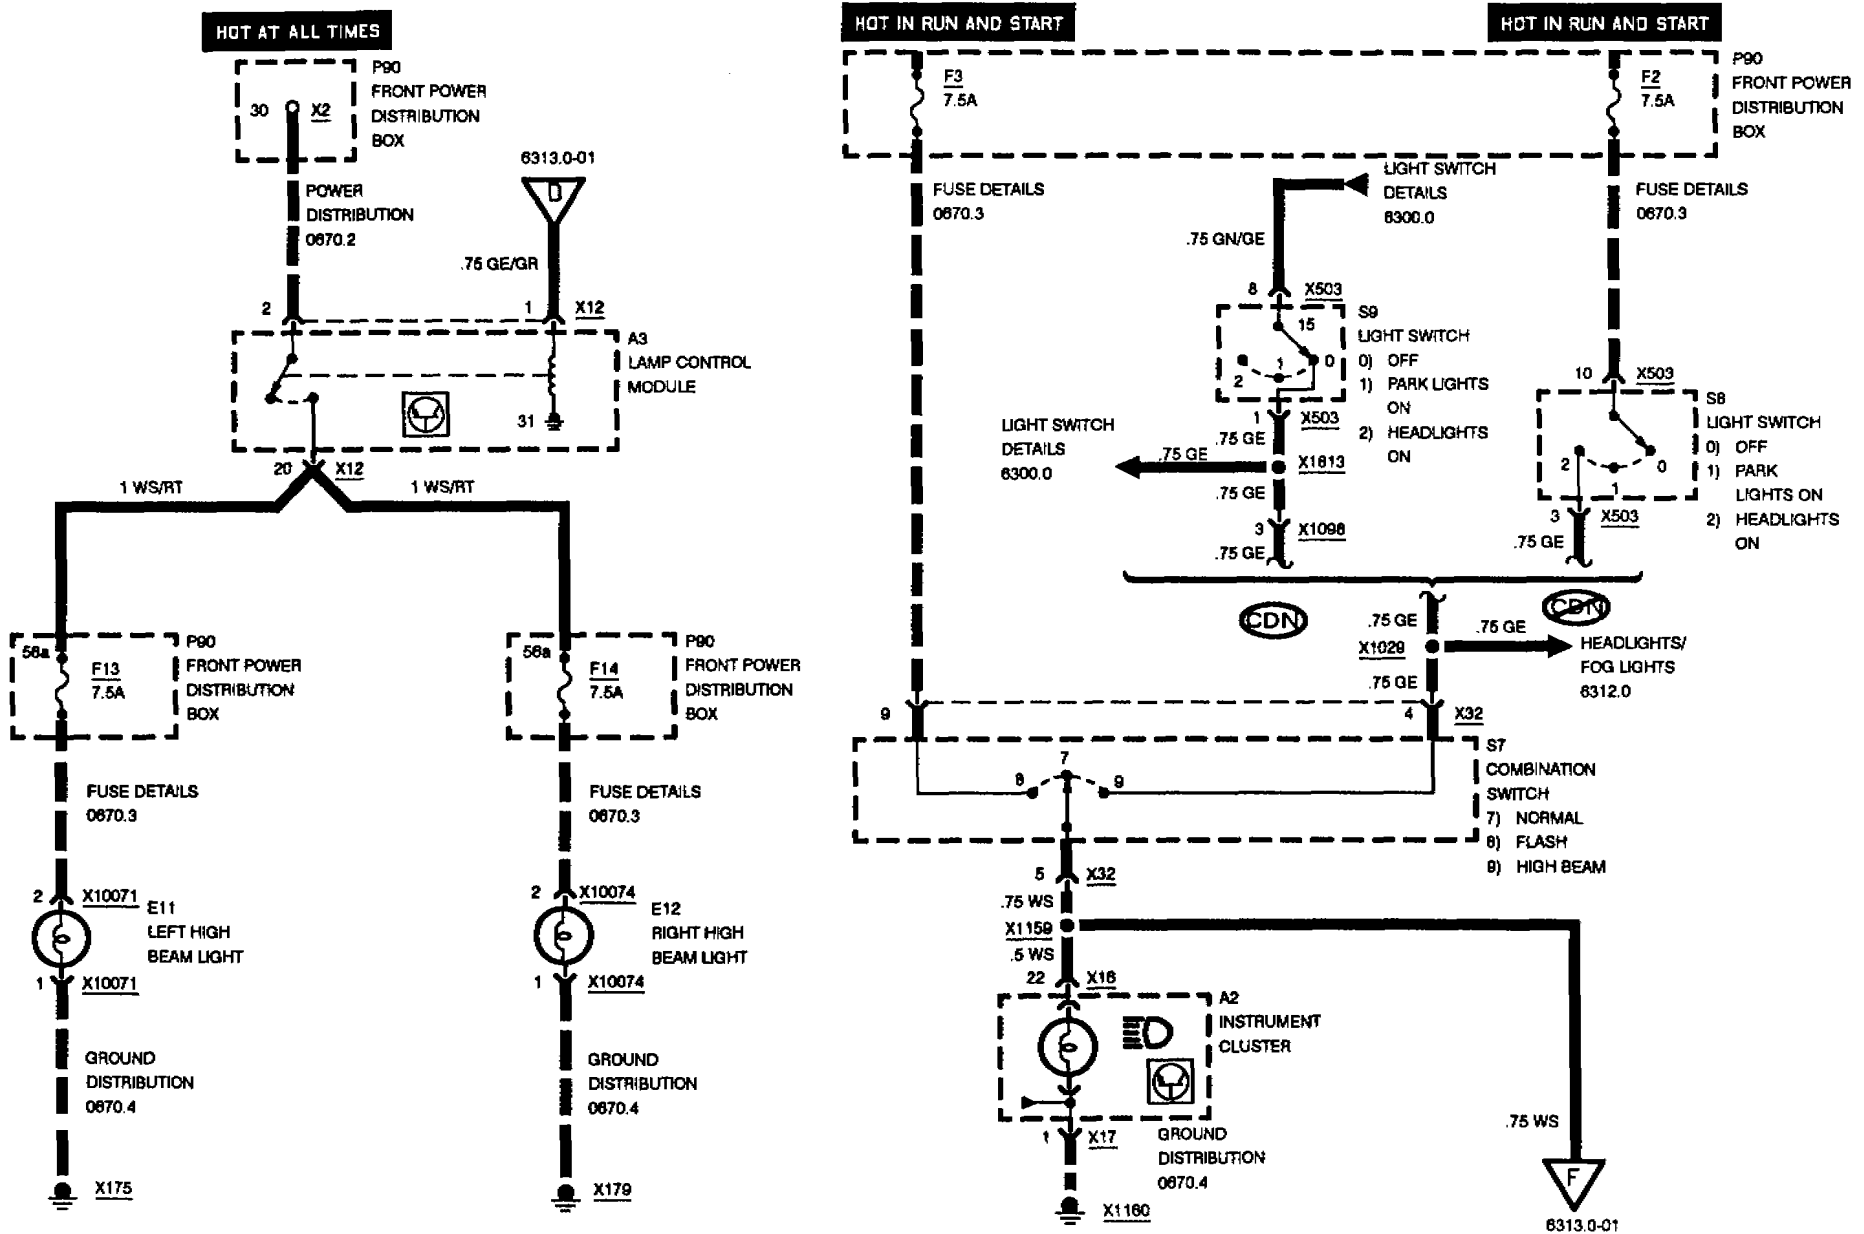 HOT AT ALL TIMES
P90
FRONT POWER
DISTRIBUTION
BOX
30
X2
POWER
DISTRIBUTION
0670.2
6313.0-01
D
.75 GE/GR
2
1
X12
A3
LAMP CONTROL
MODULE
31
20
X12
1 WS/RT
1 WS/RT
56a
F13
7.5A
P90
FRONT POWER
DISTRIBUTION
BOX
56a
F14
7.5A
P90
FRONT POWER
DISTRIBUTION
BOX
FUSE DETAILS
0670.3
FUSE DETAILS
0670.3
2
X10071
E11
LEFT HIGH
BEAM LIGHT
1
X10071
2
X10074
E12
RIGHT HIGH
BEAM LIGHT
1
X10074
GROUND
DISTRIBUTION
0670.4
GROUND
DISTRIBUTION
0670.4
X175
X179
HOT IN RUN AND START
HOT IN RUN AND START
F3
7.5A
F2
7.5A
P90
FRONT POWER
DISTRIBUTION
BOX
FUSE DETAILS
0670.3
LIGHT SWITCH
DETAILS
6300.0
FUSE DETAILS
0670.3
.75 GN/GE
8
X503
15
0
1
2
S9
LIGHT SWITCH
0) OFF
1) PARK LIGHTS
ON
2) HEADLIGHTS
ON
1
X503
.75 GE
LIGHT SWITCH
DETAILS
6300.0
.75 GE
X1613
.75 GE
3
X1098
.75 GE
10
X503
2
0
1
S8
LIGHT SWITCH
0) OFF
1) PARK
LIGHTS ON
2) HEADLIGHTS
ON
3
X503
.75 GE
CDN
CDN
.75 GE
X1029
.75 GE
HEADLIGHTS/
FOG LIGHTS
6312.0
.75 GE
9
4
X32
8
7
9
S7
COMBINATION
SWITCH
7) NORMAL
8) FLASH
9) HIGH BEAM
5
X32
.75 WS
X1159
.5 WS
22
X16
A2
INSTRUMENT
CLUSTER
1
X17
GROUND
DISTRIBUTION
0670.4
X1160
.75 WS
F
6313.0-01